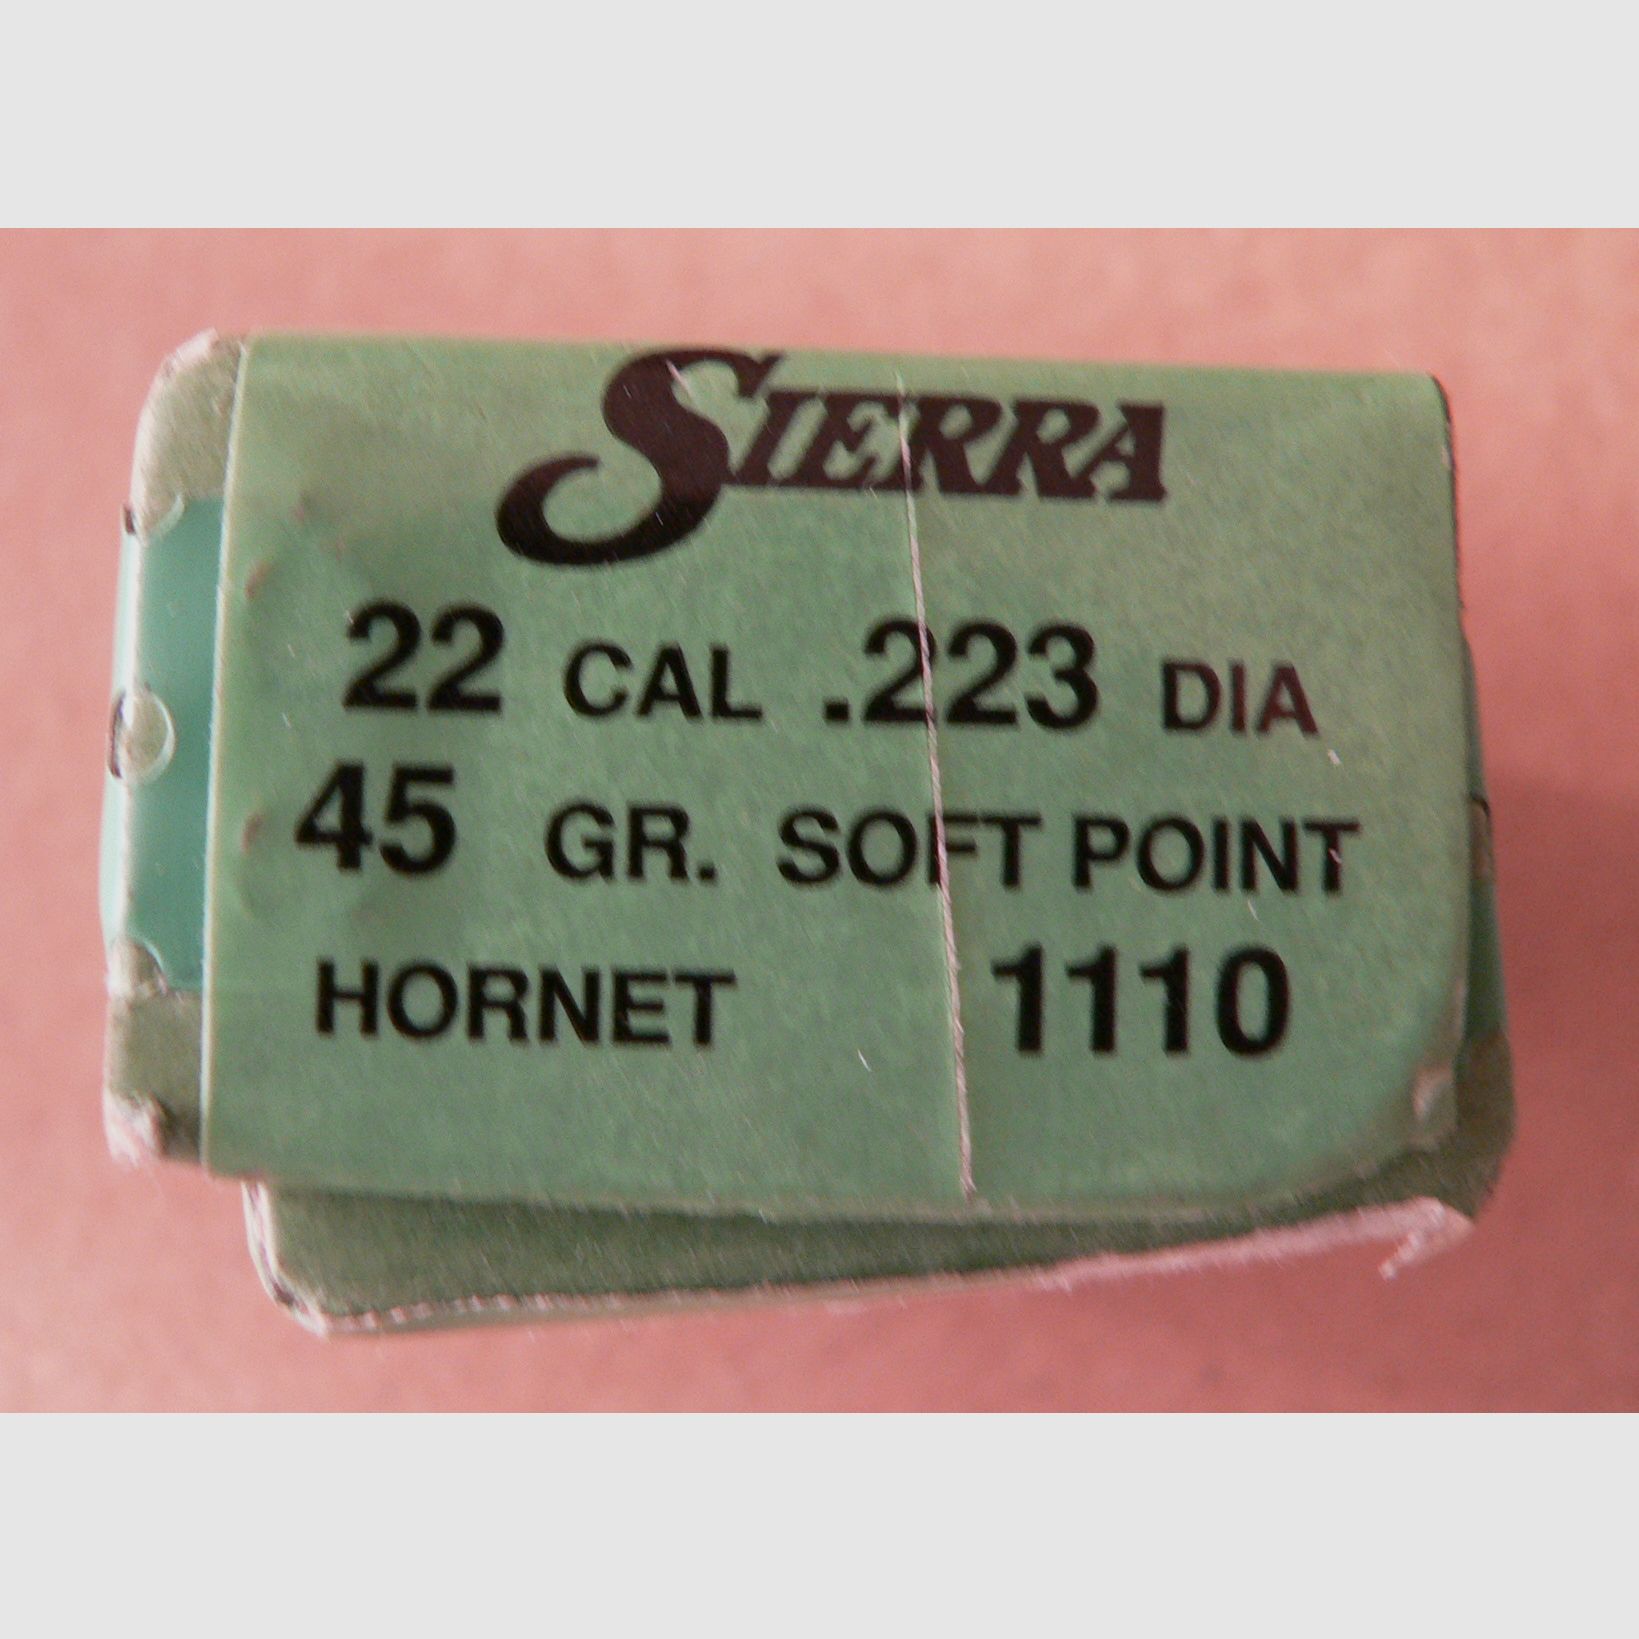 SIERRA
22 CAL .223 DIA
45 GR. SOFT POINT
HORNET 1110